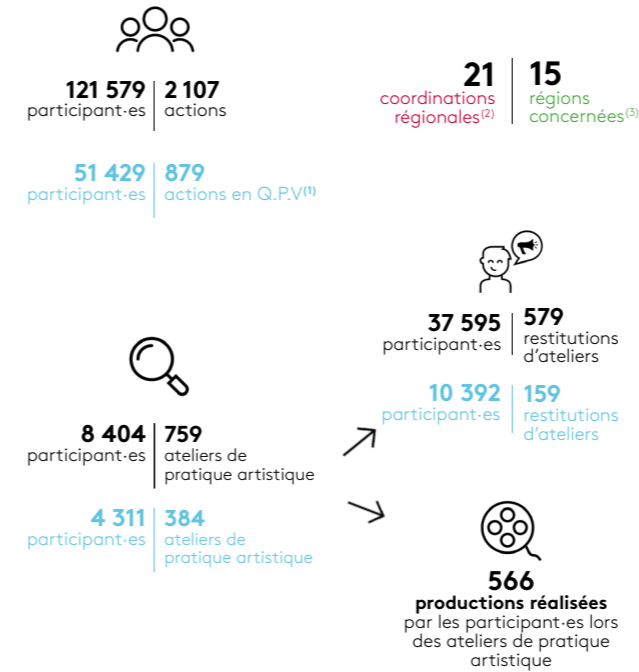 121 579
participant·es
2 107
actions
51 429
participant·es
879
actions en Q.P.V(1)
21
coordinations
régionales(2)
15
régions
concernées(3)
37 595
participant·es
579
restitutions
d'ateliers
10 392
participant·es
159
restitutions
d'ateliers
8 404
participant·es
759
ateliers de
pratique artistique
4 311
participant·es
384
ateliers de
pratique artistique
566
productions réalisées
par les participant·es lors
des ateliers de pratique
artistique